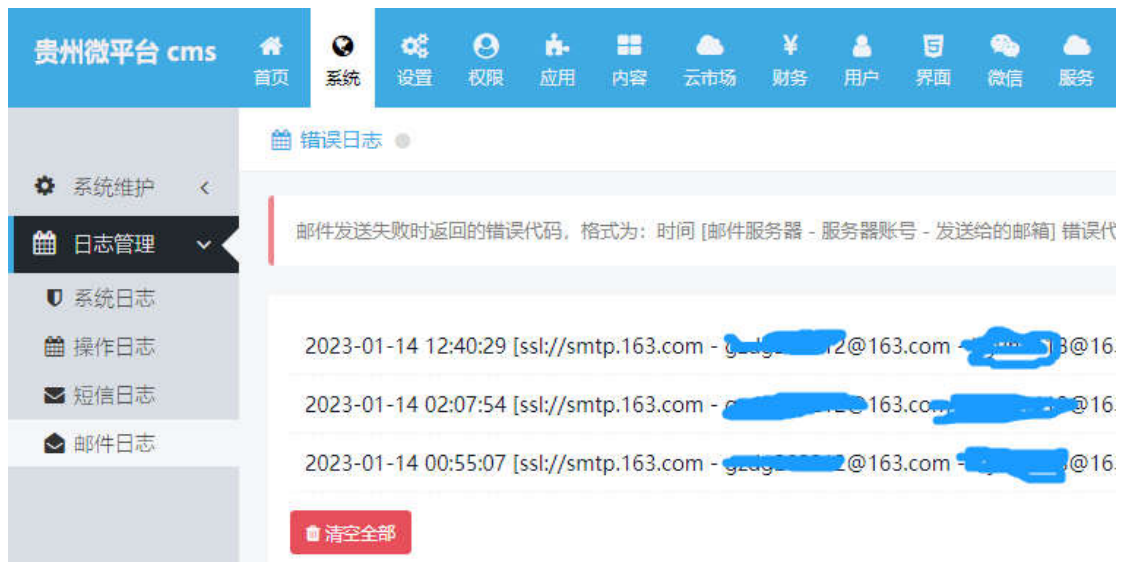 贵州微平台 cms
首页 系统 设置 权限 应用 内容 云市场 财务 用户 界面 微信 服务
错误日志
系统维护
日志管理
系统日志
操作日志
短信日志
邮件日志
邮件发送失败时返回的错误代码，格式为：时间 [邮件服务器 - 服务器账号 - 发送给的邮箱] 错误代
2023-01-14 12:40:29 [ssl://smtp.163.com - 2@163.com - @16.
2023-01-14 02:07:54 [ssl://smtp.163.com - @163.com @16.
2023-01-14 00:55:07 [ssl://smtp.163.com - @163.com - @16.
清空全部